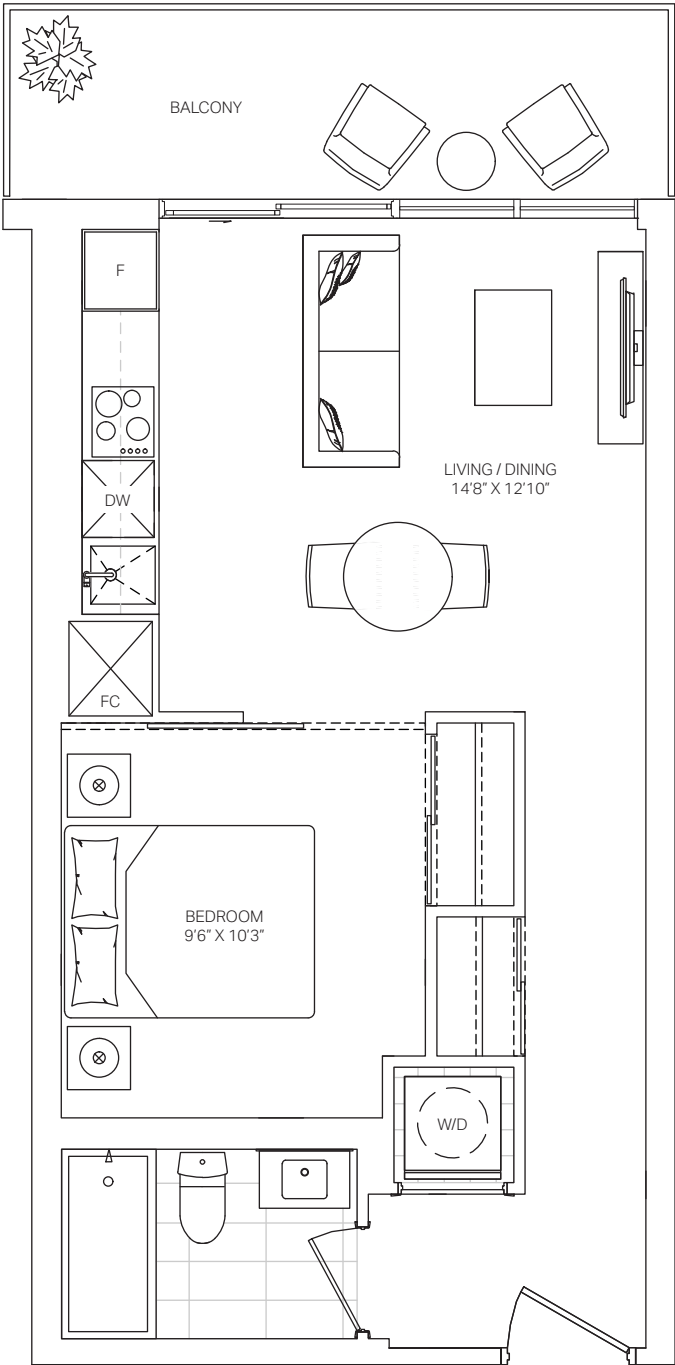 BALCONY
F
LIVING / DINING
14'8" X 12'10"
DW
FC
BEDROOM
9'6" X 10'3"
W/D